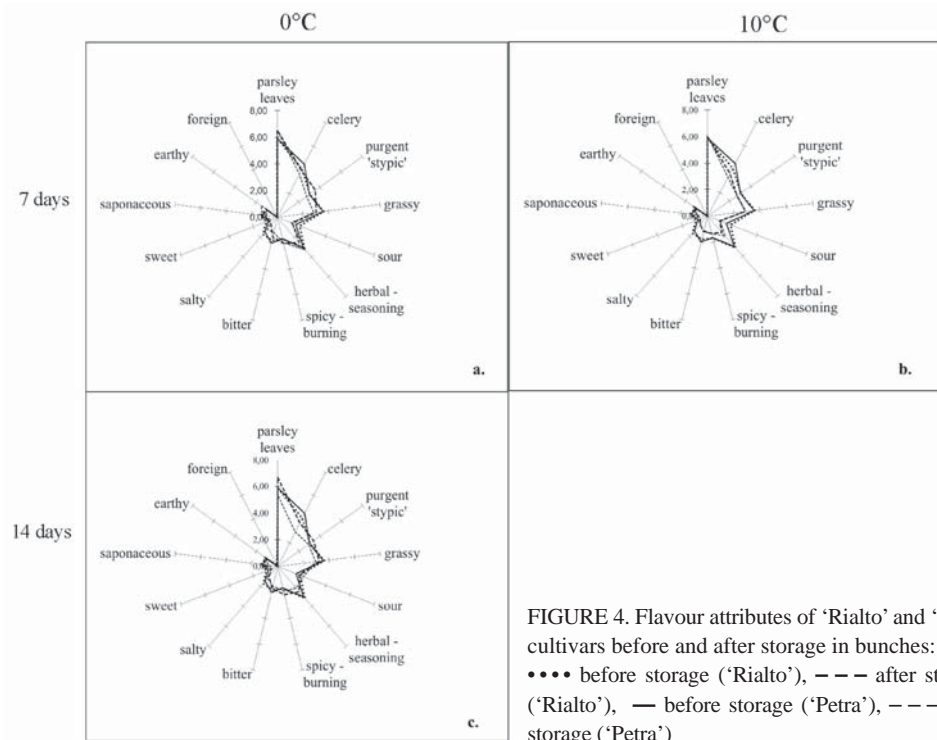 0°C
10°C
7 days
parsley
leaves
foreign
celery
8,00
6,00
4,00
2,00
0,0
earthy
purgent
'stypic'
saponaceous
grassy
sweet
sour
salty
herbal -
seasoning
bitter
spicy -
burning
a.
parsley
leaves
foreign
celery
8,00
6,00
4,00
2,00
0,0
earthy
purgent
'stypic'
saponaceous
grassy
sweet
sour
salty
herbal -
seasoning
bitter
spicy -
burning
b.
14 days
parsley
leaves
foreign
celery
8,00
6,00
4,00
2,00
0,0
earthy
purgent
'stypic'
saponaceous
grassy
sweet
sour
salty
herbal -
seasoning
bitter
spicy -
burning
c.
FIGURE 4. Flavour attributes of ‘Rialto’ and ‘
cultivars before and after storage in bunches:
•••• before storage (‘Rialto’), – – – after st
(‘Rialto’), — before storage (‘Petra’), – – –
storage (‘Petra’)